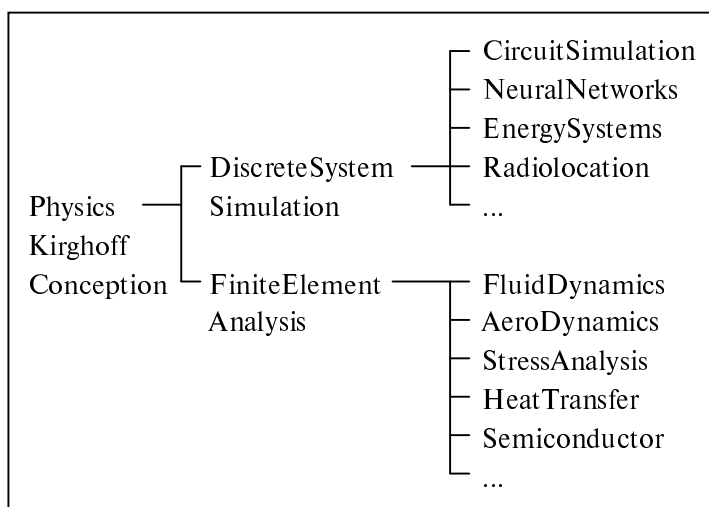 Physics
Kirghoff
Conception
DiscreteSystem
Simulation
CircuitSimulation
NeuralNetworks
EnergySystems
Radiolocation
...
FiniteElement
Analysis
FluidDynamics
AeroDynamics
StressAnalysis
HeatTransfer
Semiconductor
...